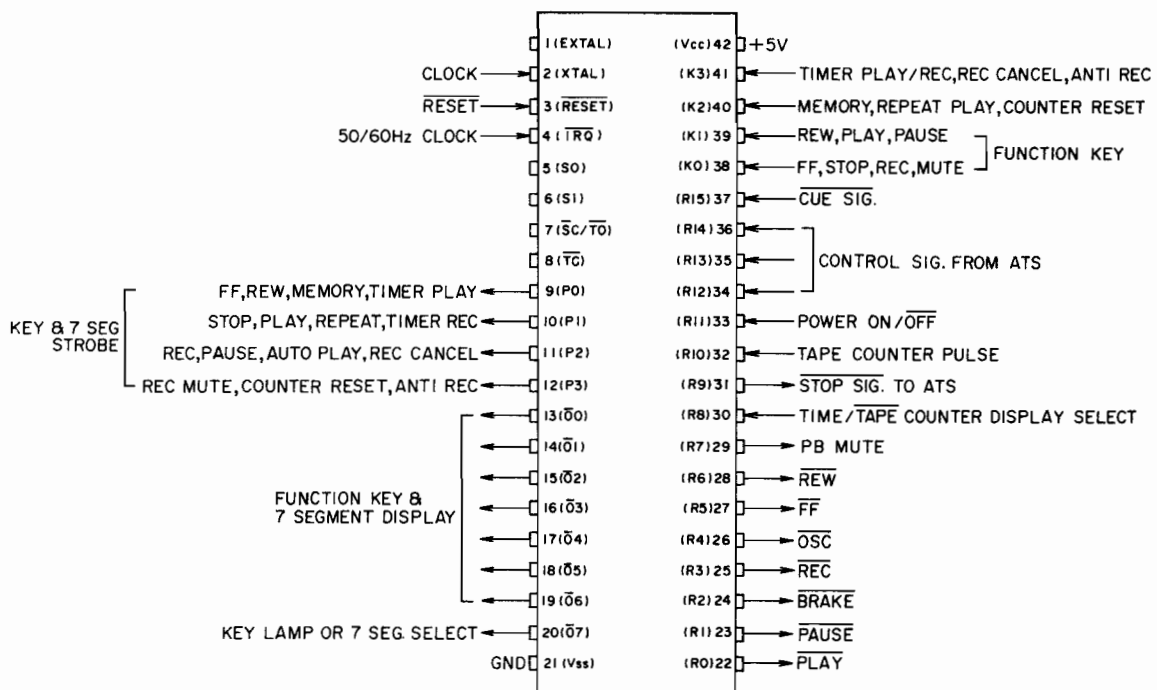 1 (EXTAL) (Vcc) 42 +5V
CLOCK 2 (XTAL) (K3) 41 TIMER PLAY/REC, REC CANCEL, ANTI REC
RESET 3 (RESET) (K2) 40 MEMORY, REPEAT PLAY, COUNTER RESET
50/60Hz CLOCK 4 (IRQ) (K1) 39 REW, PLAY, PAUSE
FUNCTION KEY
5 (S0) (K0) 38 FF, STOP, REC, MUTE
6 (S1) (R15) 37 CUE SIG.
7 (SC/TO) (R14) 36
8 (TG) (R13) 35 CONTROL SIG. FROM ATS
(R12) 34
FF, REW, MEMORY, TIMER PLAY 9 (P0)
KEY & 7 SEG
STROBE
STOP, PLAY, REPEAT, TIMER REC 10 (P1) (R11) 33 POWER ON/OFF
REC, PAUSE, AUTO PLAY, REC CANCEL 11 (P2) (R10) 32 TAPE COUNTER PULSE
REC MUTE, COUNTER RESET, ANTI REC 12 (P3) (R9) 31 STOP SIG. TO ATS
13 (O0) (R8) 30 TIME/TAPE COUNTER DISPLAY SELECT
14 (O1) (R7) 29 PB MUTE
15 (O2) (R6) 28 REW
FUNCTION KEY &
7 SEGMENT DISPLAY
16 (O3) (R5) 27 FF
17 (O4) (R4) 26 OSC
18 (O5) (R3) 25 REC
19 (O6) (R2) 24 BRAKE
KEY LAMP OR 7 SEG. SELECT 20 (O7) (R1) 23 PAUSE
GND 21 (Vss) (R0) 22 PLAY